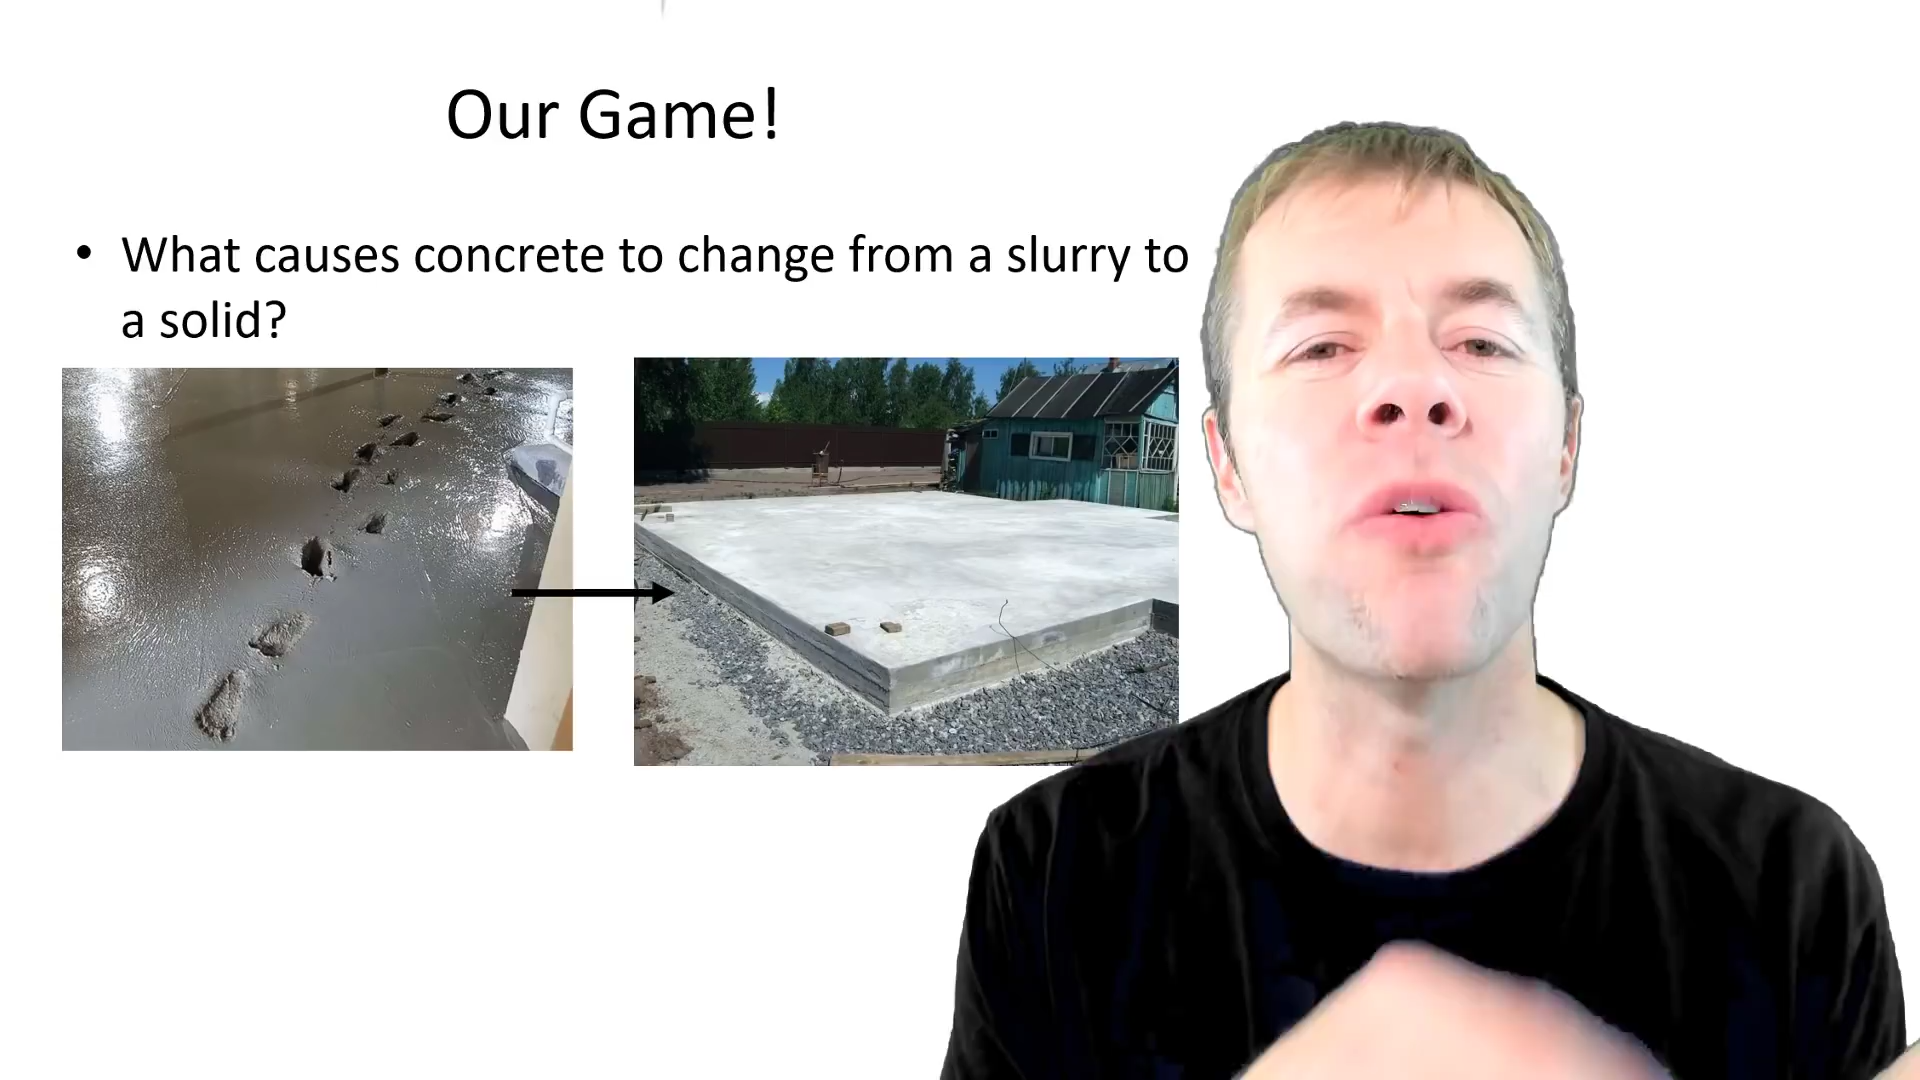 Our Game!
• What causes concrete to change from a slurry to
a solid?